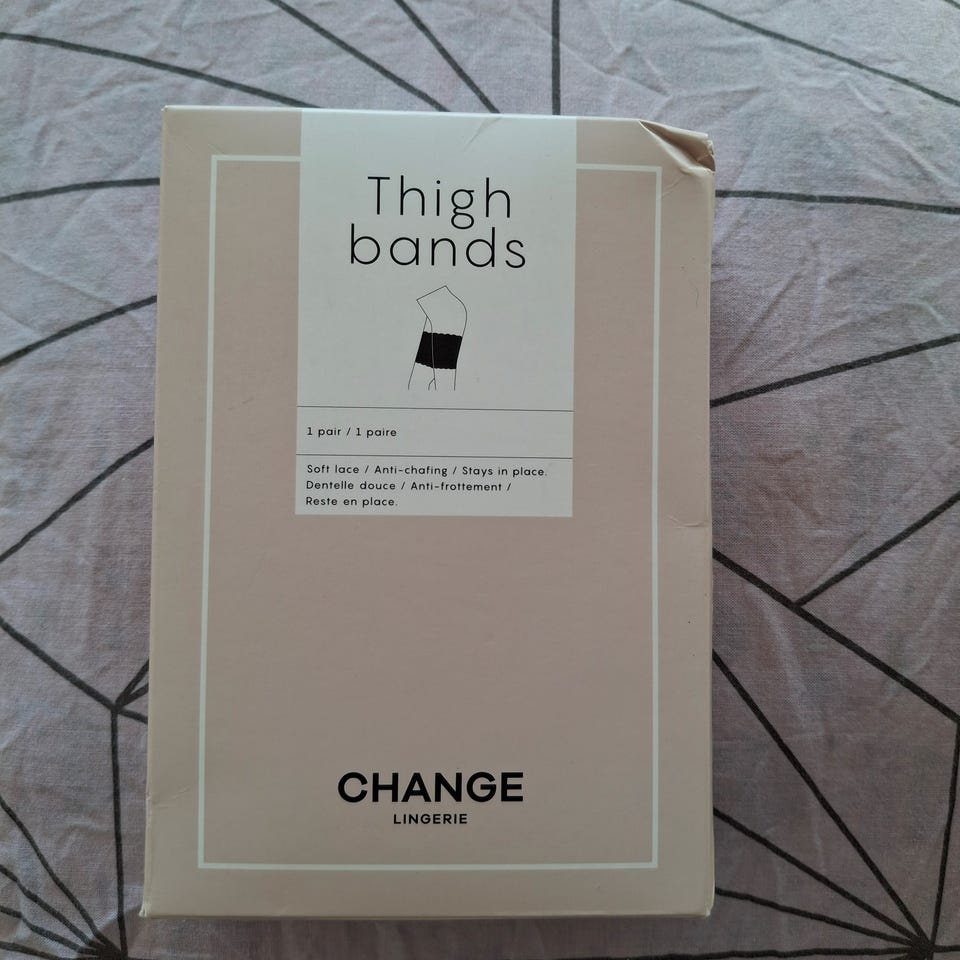 Thigh
bands
1 pair / 1 paire
Soft lace / Anti-chafing / Stays in place.
Dentelle douce / Anti-frottement /
Reste en place.
CHANGE
LINGERIE